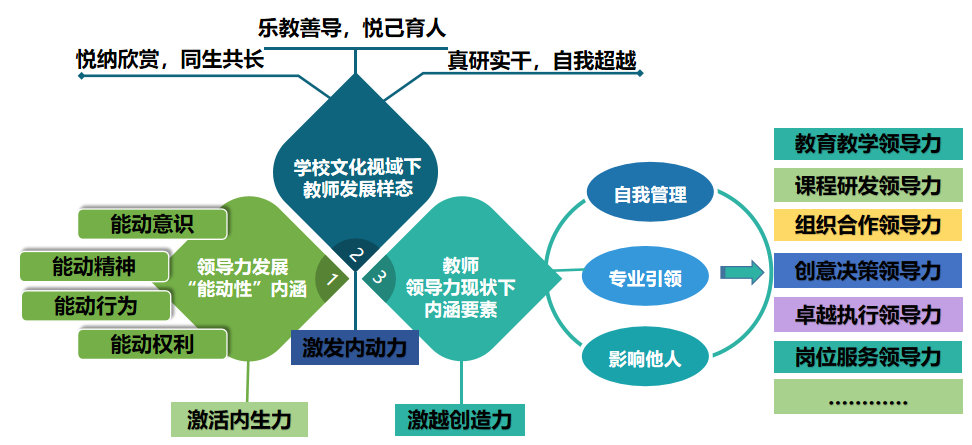 乐教善导，悦己育人
悦纳欣赏，同生共长
真研实干，自我超越
学校文化视域下
教师发展样态
2
能动意识
能动精神
能动行为
能动权利
领导力发展
“能动性”内涵
1
3
教师
领导力现状下
内涵要素
激发内动力
激活内生力
激越创造力
自我管理
专业引领
影响他人
教育教学领导力
课程研发领导力
组织合作领导力
创意决策领导力
卓越执行领导力
岗位服务领导力
…………